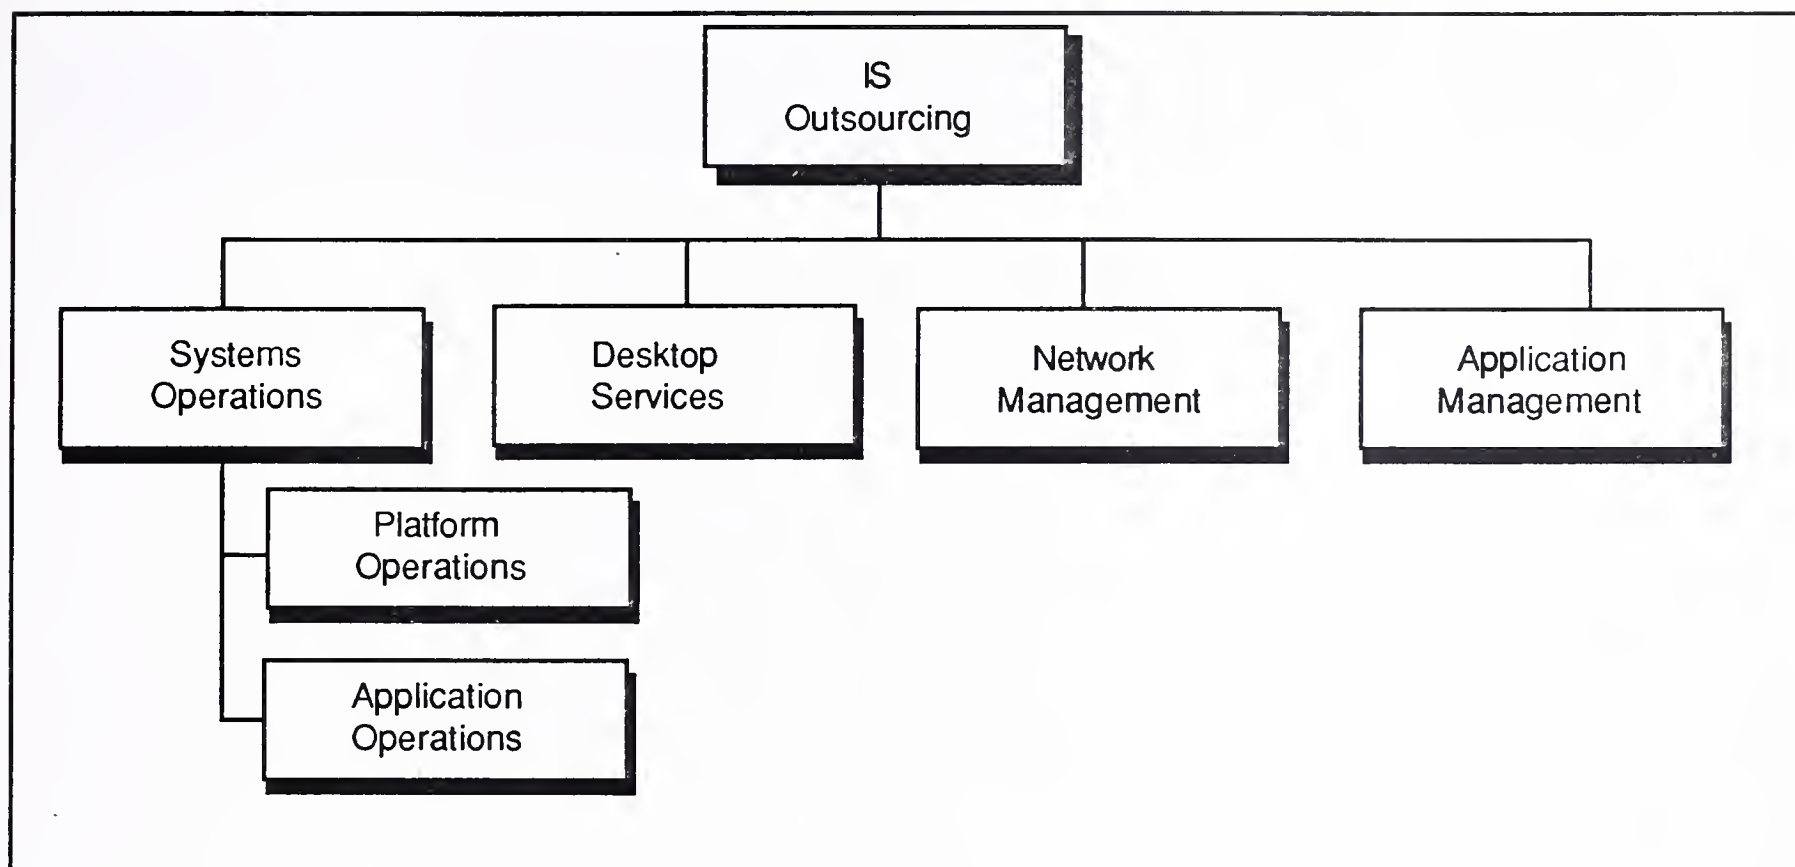 IS
Outsourcing
Systems
Operations
Desktop
Services
Network
Management
Application
Management
Platform
Operations
Application
Operations